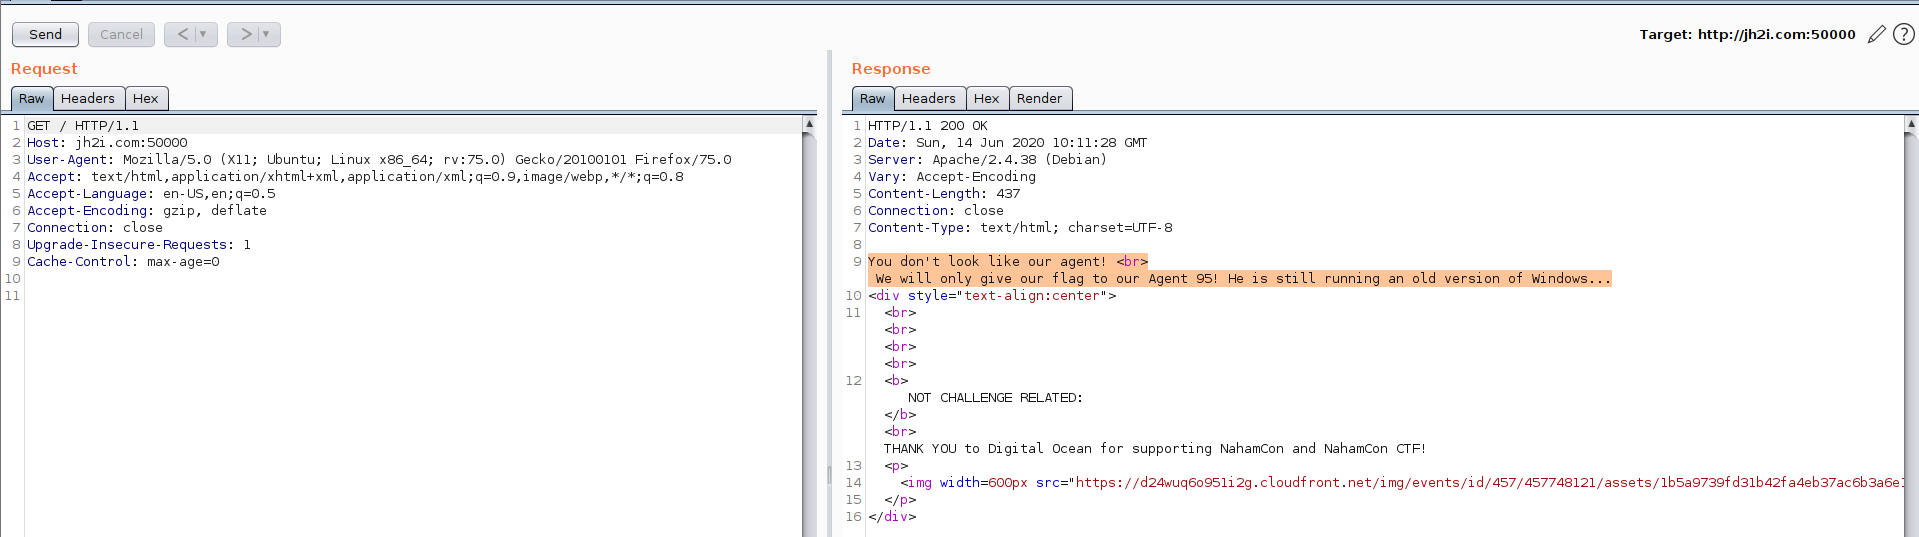 Send Cancel < ▼ > ▼ Target: http://jh2i.com:50000 ?
Request
Raw Headers Hex
1 GET / HTTP/1.1
2 Host: jh2i.com:50000
3 User-Agent: Mozilla/5.0 (X11; Ubuntu; Linux x86_64; rv:75.0) Gecko/20100101 Firefox/75.0
4 Accept: text/html,application/xhtml+xml,application/xml;q=0.9,image/webp,*/*;q=0.8
5 Accept-Language: en-US,en;q=0.5
6 Accept-Encoding: gzip, deflate
7 Connection: close
8 Upgrade-Insecure-Requests: 1
9 Cache-Control: max-age=0
10
11
Response
Raw Headers Hex Render
1 HTTP/1.1 200 OK
2 Date: Sun, 14 Jun 2020 10:11:28 GMT
3 Server: Apache/2.4.38 (Debian)
4 Vary: Accept-Encoding
5 Content-Length: 437
6 Connection: close
7 Content-Type: text/html; charset=UTF-8
8
9 You don't look like our agent! <br>
We will only give our flag to our Agent 95! He is still running an old version of Windows...
10 <div style="text-align:center">
11 <br>
<br>
<br>
<br>
12 <b>
NOT CHALLENGE RELATED:
</b>
<br>
THANK YOU to Digital Ocean for supporting NahamCon and NahamCon CTF!
13 <p>
14 <img width=600px src="https://d24wuq6o951i2g.cloudfront.net/img/events/id/457/457748121/assets/1b5a9739fd31b42fa4eb37ac6b3a6e
15 </p>
16 </div>